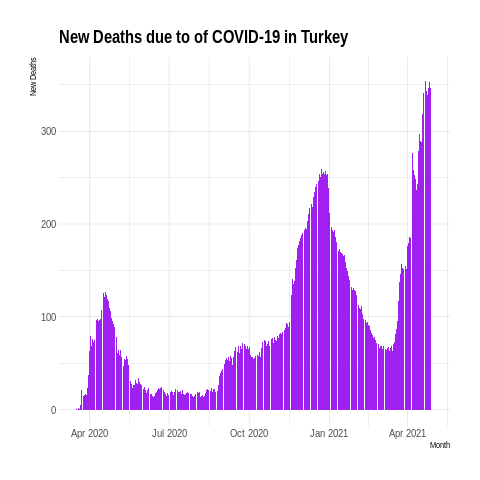 New Deaths due to of COVID-19 in Turkey
New Deaths
300
200
100
0
Apr 2020 Jul 2020 Oct 2020 Jan 2021 Apr 2021
Month